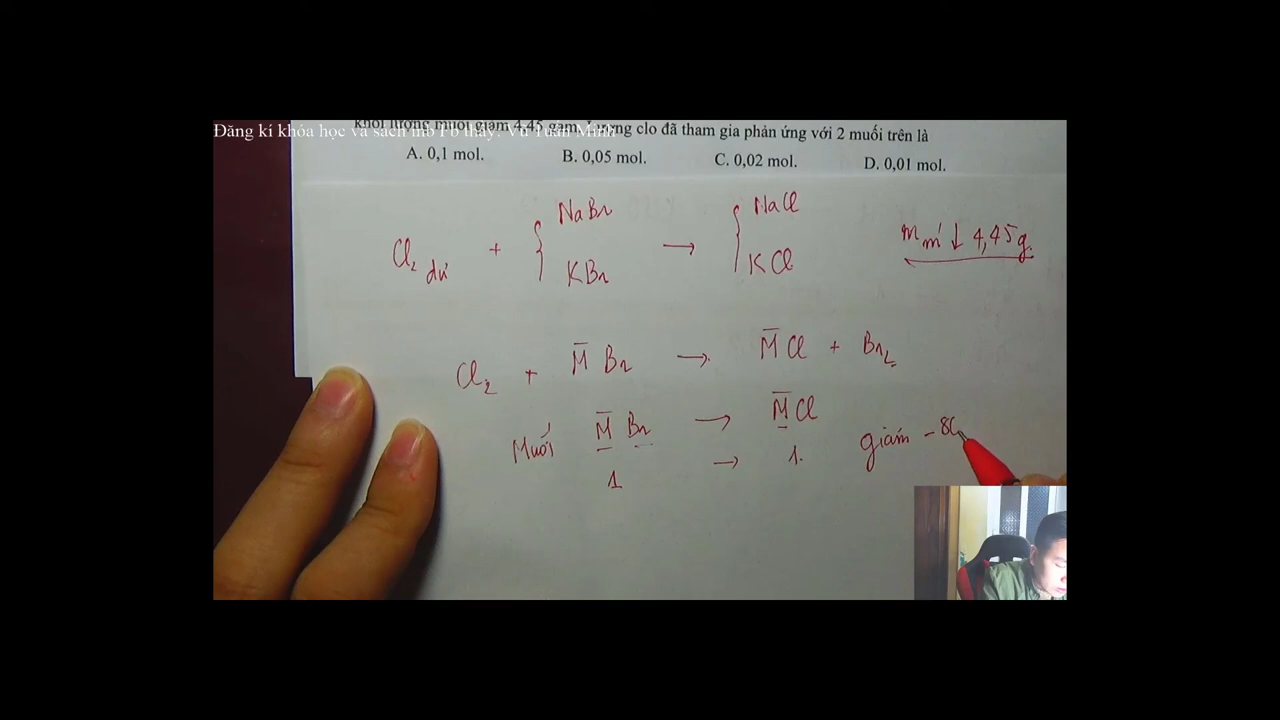 Đăng kí khóa học và sách inb Fb thầy: Vũ Tuấn Minh
khối lượng muối giảm 4,45 gam. Lượng clo đã tham gia phản ứng với 2 muối trên là
A. 0,1 mol. B. 0,05 mol. C. 0,02 mol. D. 0,01 mol.
NaBr NaCl
Cl₂ dư + { → { m m' ↓ 4,45g.
KBr KCl
Cl₂ + M̄ Br → M̄ Cl + Br₂
Muối M̄ Br → M̄ Cl
1 → 1. giảm - 80